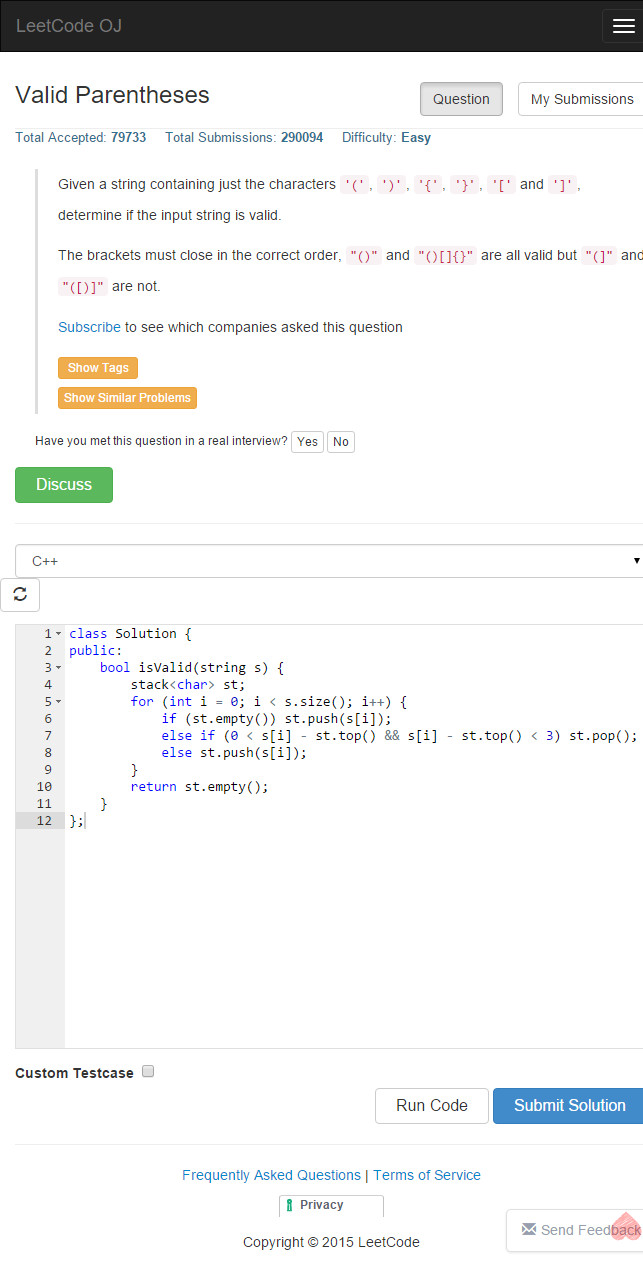 LeetCode OJ
Valid Parentheses
Question
My Submissions
Total Accepted: 79733 Total Submissions: 290094 Difficulty: Easy
Given a string containing just the characters '(', ')', '{', '}', '[' and ']',
determine if the input string is valid.
The brackets must close in the correct order, "()" and "()[]{}" are all valid but "(]" and
"([)]" are not.
Subscribe to see which companies asked this question
Show Tags
Show Similar Problems
Have you met this question in a real interview? Yes No
Discuss
C++
1 class Solution {
2 public:
3     bool isValid(string s) {
4         stack<char> st;
5         for (int i = 0; i < s.size(); i++) {
6             if (st.empty()) st.push(s[i]);
7             else if (0 < s[i] - st.top() && s[i] - st.top() < 3) st.pop();
8             else st.push(s[i]);
9         }
10         return st.empty();
11     }
12 };
Custom Testcase
Run Code
Submit Solution
Frequently Asked Questions | Terms of Service
Privacy
Send Feedback
Copyright © 2015 LeetCode